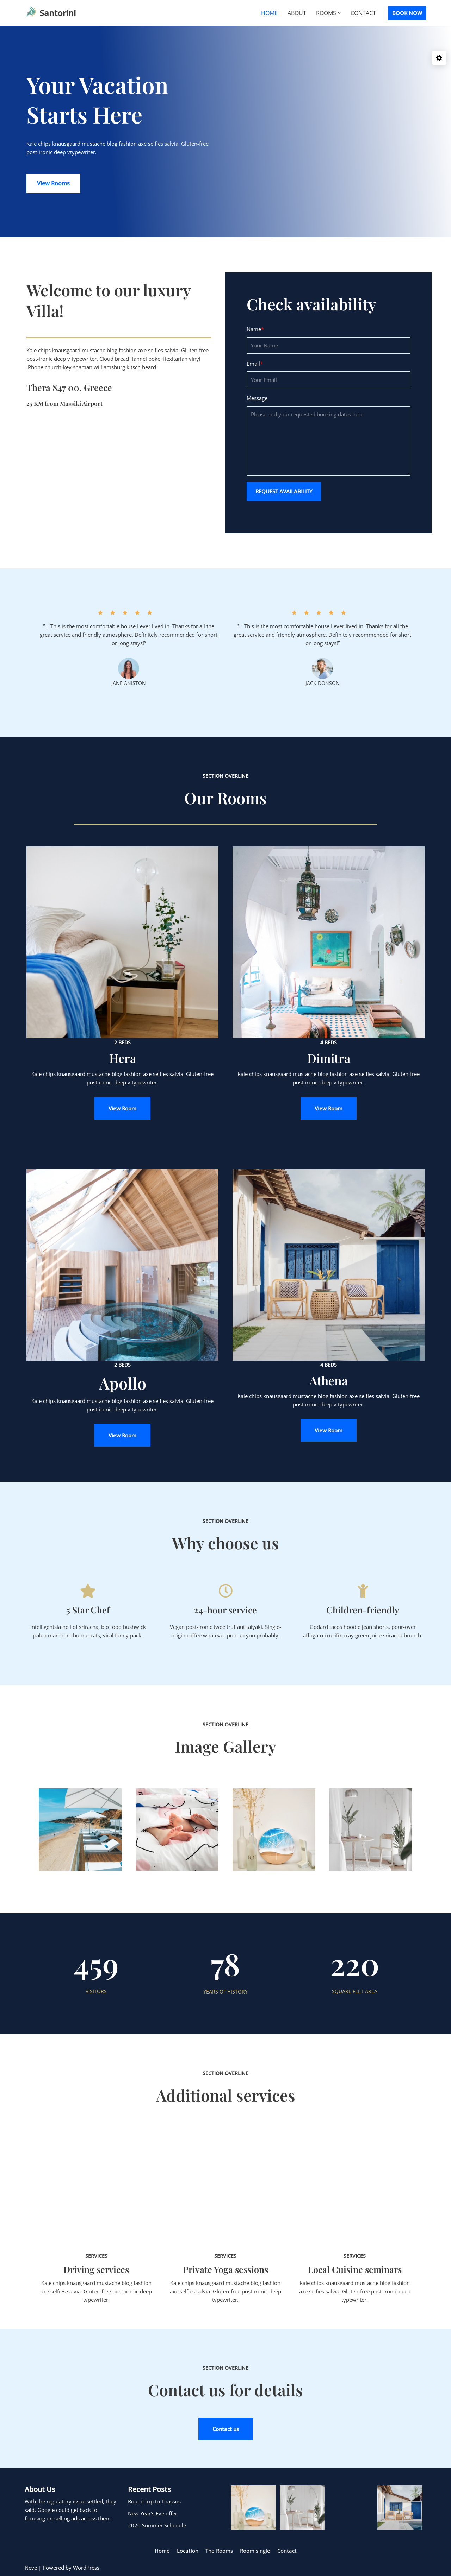 Santorini
HOME
ABOUT
ROOMS
CONTACT
BOOK NOW
Your Vacation
Starts Here
Kale chips knausgaard mustache blog fashion axe selfies salvia. Gluten-free
post-ironic deep vtypewriter.
View Rooms
Welcome to our luxury
Villa!
Kale chips knausgaard mustache blog fashion axe selfies salvia. Gluten-free
post-ironic deep v typewriter. Cloud bread flannel poke, flextiarian vinyl
iPhone church-key shaman williamsburg kitsch beard.
Thera 847 00, Greece
25 KM from Massiki Airport
Check availability
Name*
Your Name
Email*
Your Email
Message
Please add your requested booking dates here
REQUEST AVAILABILITY
"... This is the most comfortable house I ever lived in. Thanks for all the
great service and friendly atmosphere. Definitely recommended for short
or long stays!"
JANE ANISTON
"... This is the most comfortable house I ever lived in. Thanks for all the
great service and friendly atmosphere. Definitely recommended for short
or long stays!"
JACK DONSON
SECTION OVERLINE
Our Rooms
2 BEDS
Hera
Kale chips knausgaard mustache blog fashion axe selfies salvia. Gluten-free
post-ironic deep v typewriter.
View Room
4 BEDS
Dimitra
Kale chips knausgaard mustache blog fashion axe selfies salvia. Gluten-free
post-ironic deep v typewriter.
View Room
2 BEDS
Apollo
Kale chips knausgaard mustache blog fashion axe selfies salvia. Gluten-free
post-ironic deep v typewriter.
View Room
4 BEDS
Athena
Kale chips knausgaard mustache blog fashion axe selfies salvia. Gluten-free
post-ironic deep v typewriter.
View Room
SECTION OVERLINE
Why choose us
5 Star Chef
Intelligentsia hell of sriracha, bio food bushwick
paleo man bun thundercats, viral fanny pack.
24-hour service
Vegan post-ironic twee truffaut taiyaki. Single-
origin coffee whatever pop-up you probably.
Children-friendly
Godard tacos hoodie jean shorts, pour-over
affogato crucifix cray green juice sriracha brunch.
SECTION OVERLINE
Image Gallery
459
VISITORS
78
YEARS OF HISTORY
220
SQUARE FEET AREA
SECTION OVERLINE
Additional services
SERVICES
Driving services
Kale chips knausgaard mustache blog fashion
axe selfies salvia. Gluten-free post-ironic deep
typewriter.
SERVICES
Private Yoga sessions
Kale chips knausgaard mustache blog fashion
axe selfies salvia. Gluten-free post-ironic deep
typewriter.
SERVICES
Local Cuisine seminars
Kale chips knausgaard mustache blog fashion
axe selfies salvia. Gluten-free post-ironic deep
typewriter.
SECTION OVERLINE
Contact us for details
Contact us
About Us
With the regulatory issue settled, they
said, Google could get back to
focusing on selling ads across them.
Recent Posts
Round trip to Thassos
New Year's Eve offer
2020 Summer Schedule
Home
Location
The Rooms
Room single
Contact
Neve | Powered by WordPress